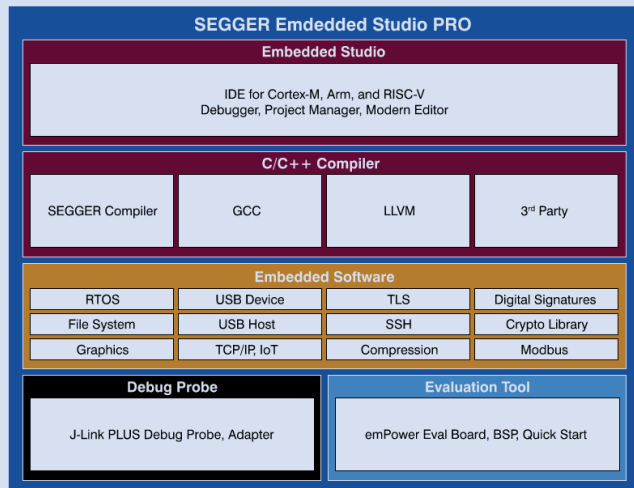 SEGGER Emdedded Studio PRO
Embedded Studio
IDE for Cortex-M, Arm, and RISC-V
Debugger, Project Manager, Modern Editor
C/C++ Compiler
SEGGER Compiler
GCC
LLVM
3rd Party
Embedded Software
RTOS
USB Device
TLS
Digital Signatures
File System
USB Host
SSH
Crypto Library
Graphics
TCP/IP, IoT
Compression
Modbus
Debug Probe
J-Link PLUS Debug Probe, Adapter
Evaluation Tool
emPower Eval Board, BSP, Quick Start